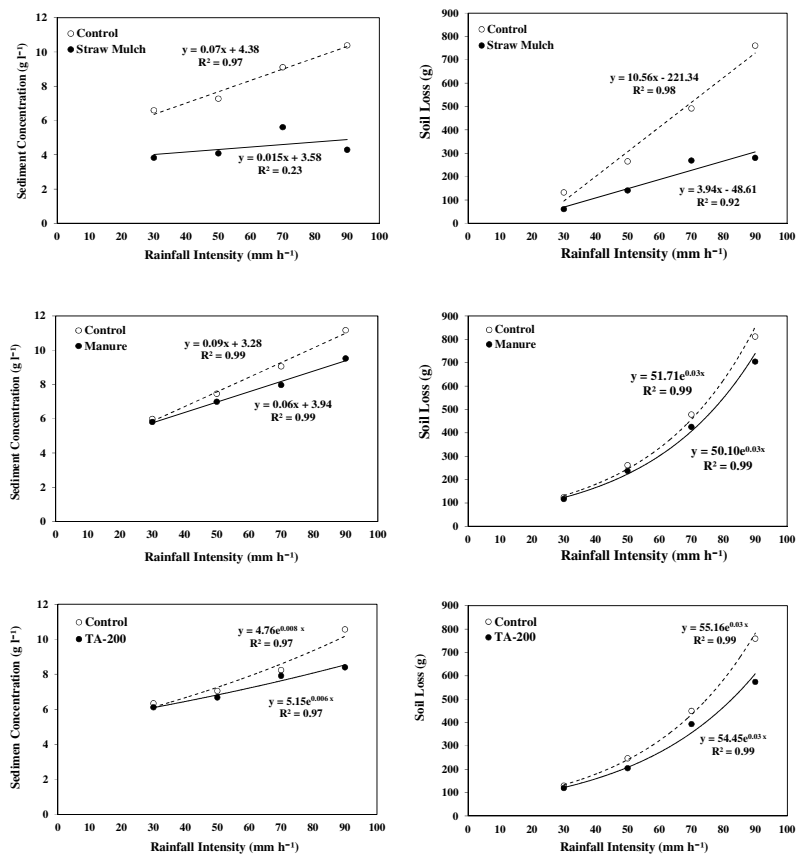 Control
Straw Mulch
y = 0.07x + 4.38
R² = 0.97
y = 0.015x + 3.58
R² = 0.23
Sediment Concentration (g l⁻¹)
12
10
8
6
4
2
0
0 10 20 30 40 50 60 70 80 90 100
Rainfall Intensity (mm h⁻¹)
Control
Straw Mulch
y = 10.56x - 221.34
R² = 0.98
y = 3.94x - 48.61
R² = 0.92
Soil Loss (g)
900
800
700
600
500
400
300
200
100
0
0 10 20 30 40 50 60 70 80 90 100
Rainfall Intensity (mm h⁻¹)
Control
Manure
y = 0.09x + 3.28
R² = 0.99
y = 0.06x + 3.94
R² = 0.99
Sediment Concentration (g l⁻¹)
12
10
8
6
4
2
0
0 10 20 30 40 50 60 70 80 90 100
Rainfall Intensity (mm h⁻¹)
Control
Manure
y = 51.71e^0.03x
R² = 0.99
y = 50.10e^0.03x
R² = 0.99
Soil Loss (g)
900
800
700
600
500
400
300
200
100
0
0 10 20 30 40 50 60 70 80 90 100
Rainfall Intensity (mm h⁻¹)
Control
TA-200
y = 4.76e^0.008 x
R² = 0.97
y = 5.15e^0.006 x
R² = 0.97
Sedimen Concentration (g l⁻¹)
12
10
8
6
4
2
0
0 10 20 30 40 50 60 70 80 90 100
Rainfall Intensity (mm h⁻¹)
Control
TA-200
y = 55.16e^0.03 x
R² = 0.99
y = 54.45e^0.03 x
R² = 0.99
Soil Loss (g)
900
800
700
600
500
400
300
200
100
0
0 10 20 30 40 50 60 70 80 90 100
Rainfall Intensity (mm h⁻¹)